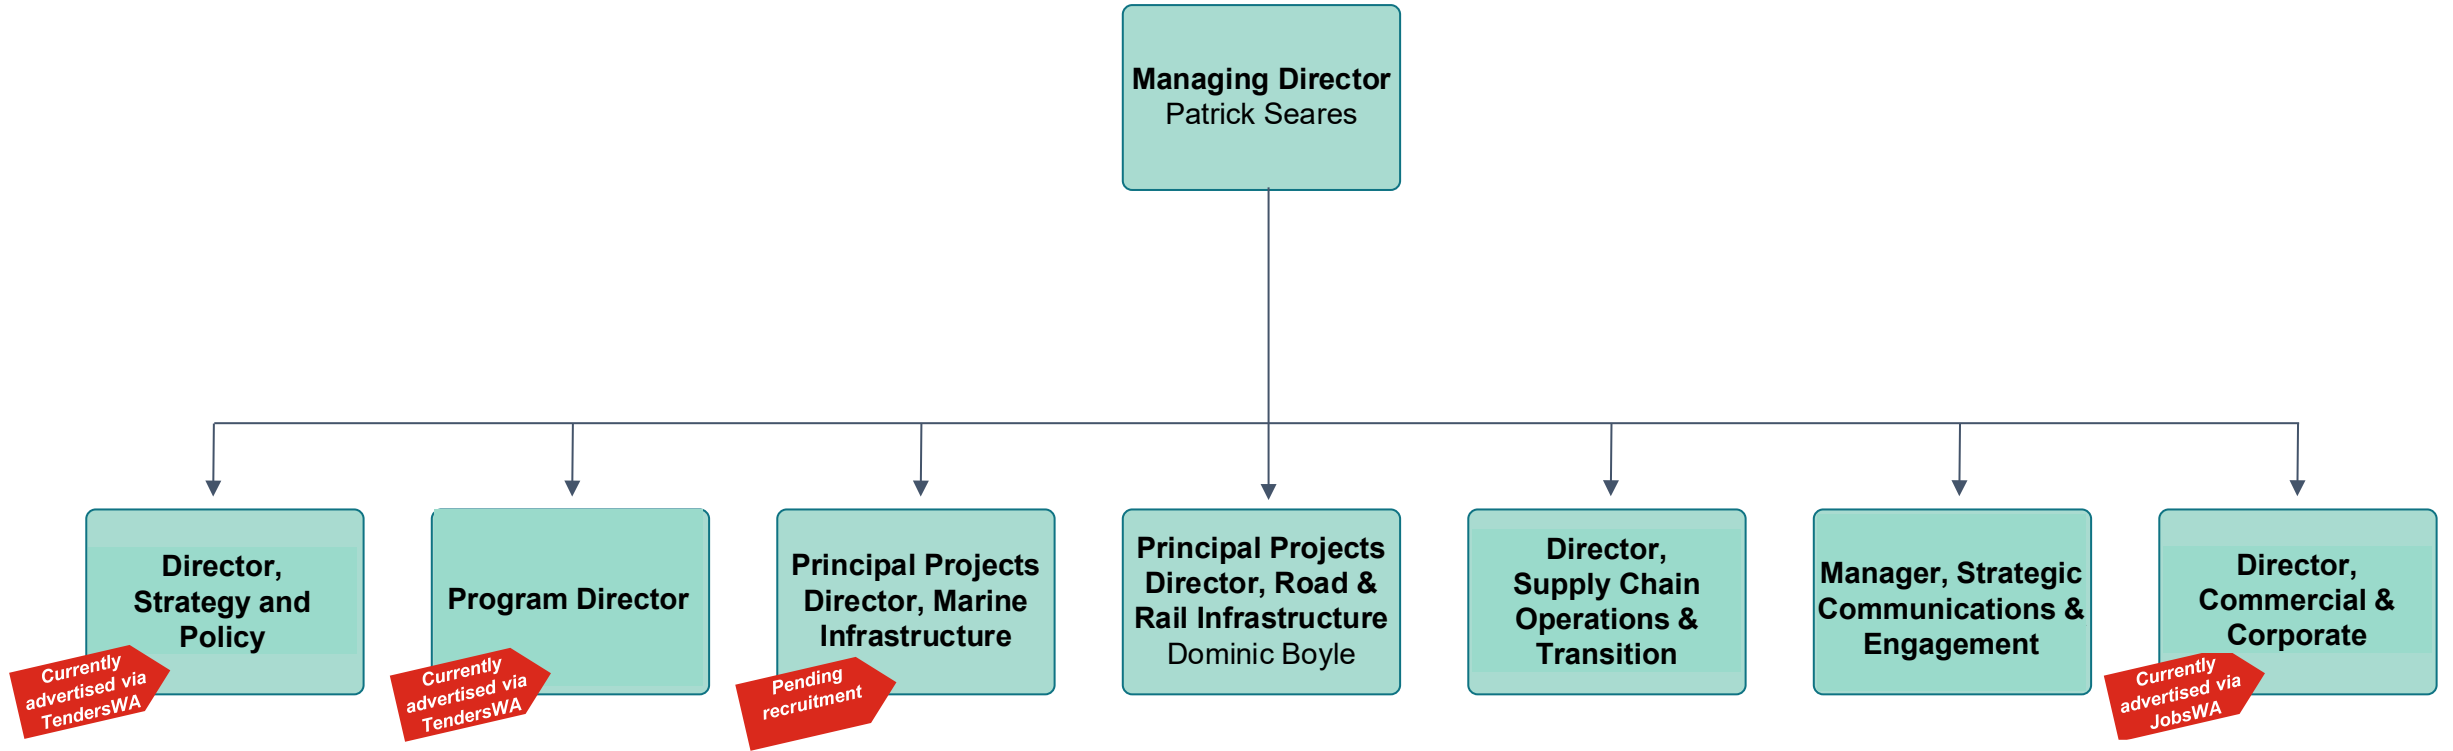 Managing Director
Patrick Seares
Director,
Strategy and
Policy
Currently
advertised via
TendersWA
Program Director
Currently
advertised via
TendersWA
Principal Projects
Director, Marine
Infrastructure
Pending
recruitment
Principal Projects
Director, Road &
Rail Infrastructure
Dominic Boyle
Director,
Supply Chain
Operations &
Transition
Manager, Strategic
Communications &
Engagement
Director,
Commercial &
Corporate
Currently
advertised via
JobsWA